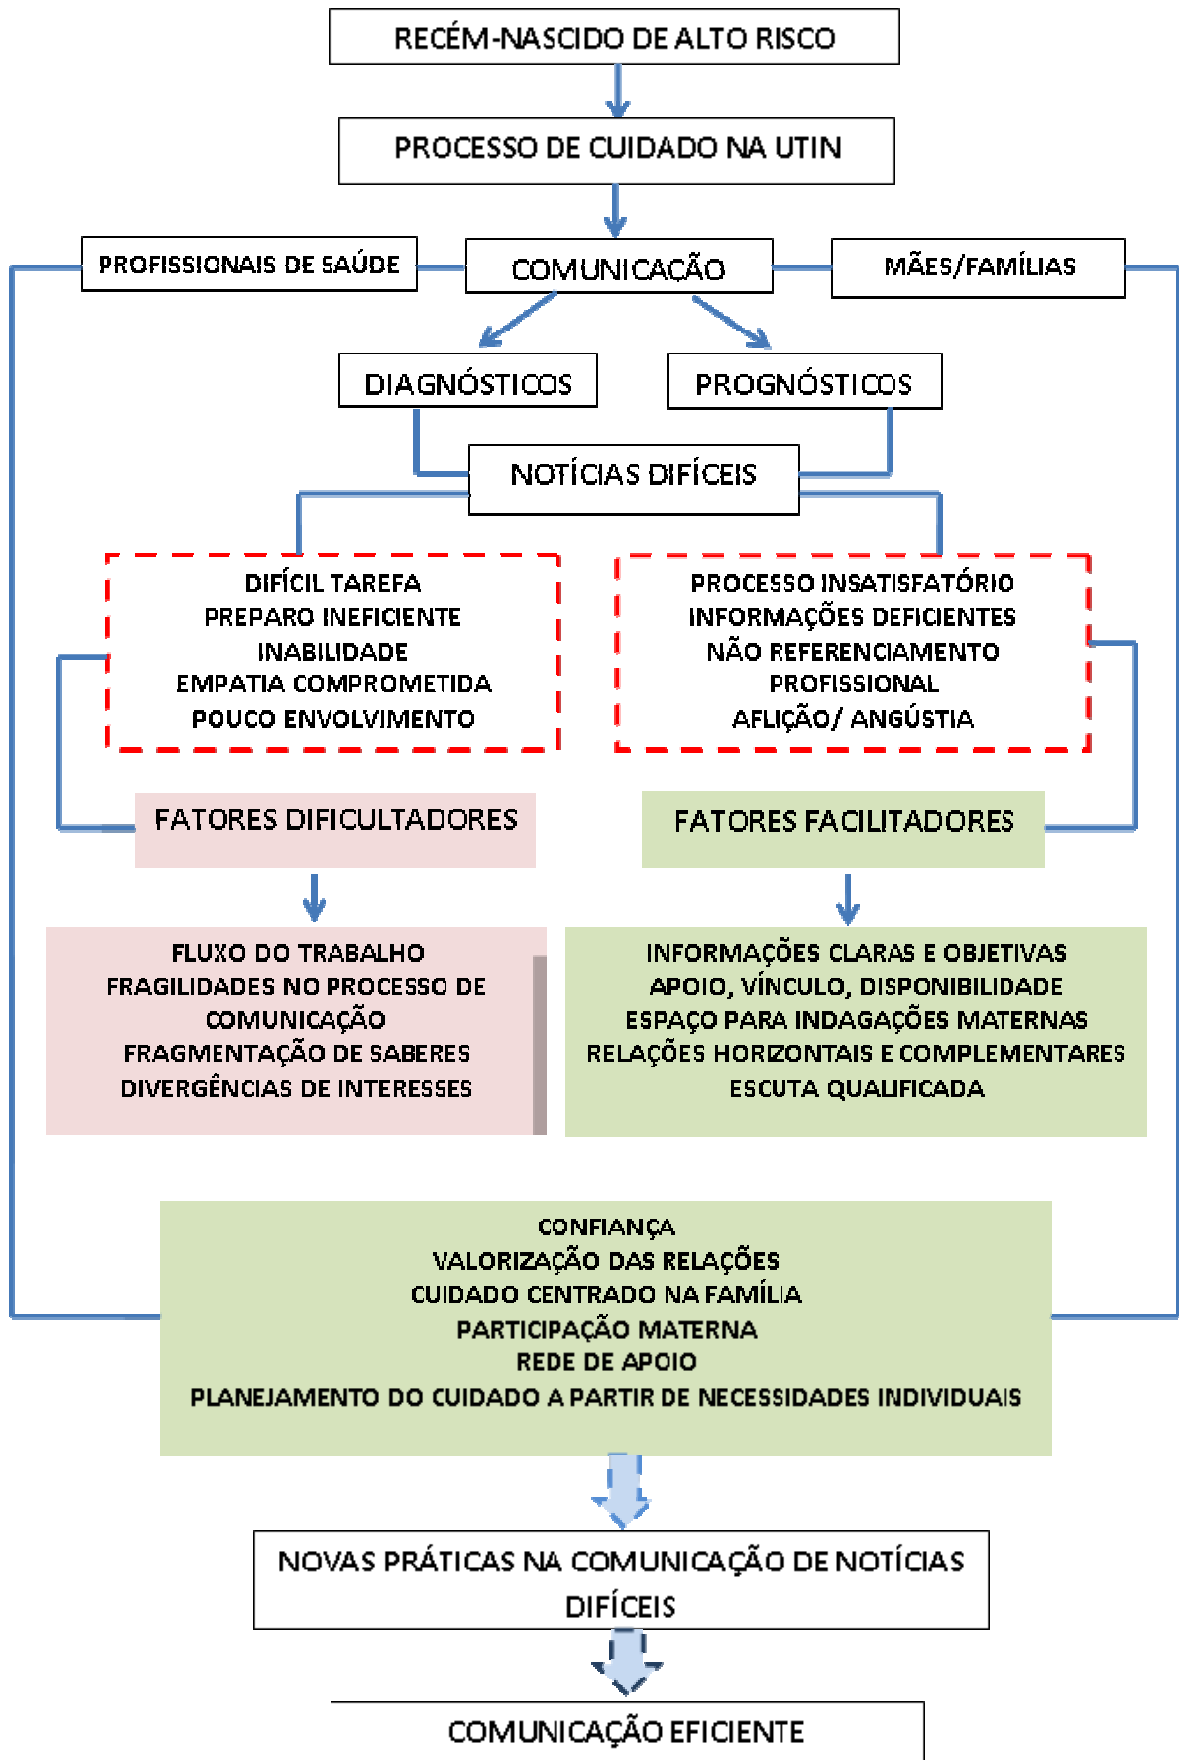 RECÉM-NASCIDO DE ALTO RISCO
PROCESSO DE CUIDADO NA UTIN
PROFISSIONAIS DE SAÚDE
COMUNICAÇÃO
MÃES/FAMÍLIAS
DIAGNÓSTICOS
PROGNÓSTICOS
NOTÍCIAS DIFÍCEIS
DIFÍCIL TAREFA
PREPARO INEFICIENTE
INABILIDADE
EMPATIA COMPROMETIDA
POUCO ENVOLVIMENTO
PROCESSO INSATISFATÓRIO
INFORMAÇÕES DEFICIENTES
NÃO REFERENCIAMENTO
PROFISSIONAL
AFLIÇÃO/ ANGÚSTIA
FATORES DIFICULTADORES
FATORES FACILITADORES
FLUXO DO TRABALHO
FRAGILIDADES NO PROCESSO DE
COMUNICAÇÃO
FRAGMENTAÇÃO DE SABERES
DIVERGÊNCIAS DE INTERESSES
INFORMAÇÕES CLARAS E OBJETIVAS
APOIO, VÍNCULO, DISPONIBILIDADE
ESPAÇO PARA INDAGAÇÕES MATERNAS
RELAÇÕES HORIZONTAIS E COMPLEMENTARES
ESCUTA QUALIFICADA
CONFIANÇA
VALORIZAÇÃO DAS RELAÇÕES
CUIDADO CENTRADO NA FAMÍLIA
PARTICIPAÇÃO MATERNA
REDE DE APOIO
PLANEJAMENTO DO CUIDADO A PARTIR DE NECESSIDADES INDIVIDUAIS
NOVAS PRÁTICAS NA COMUNICAÇÃO DE NOTÍCIAS
DIFÍCEIS
COMUNICAÇÃO EFICIENTE